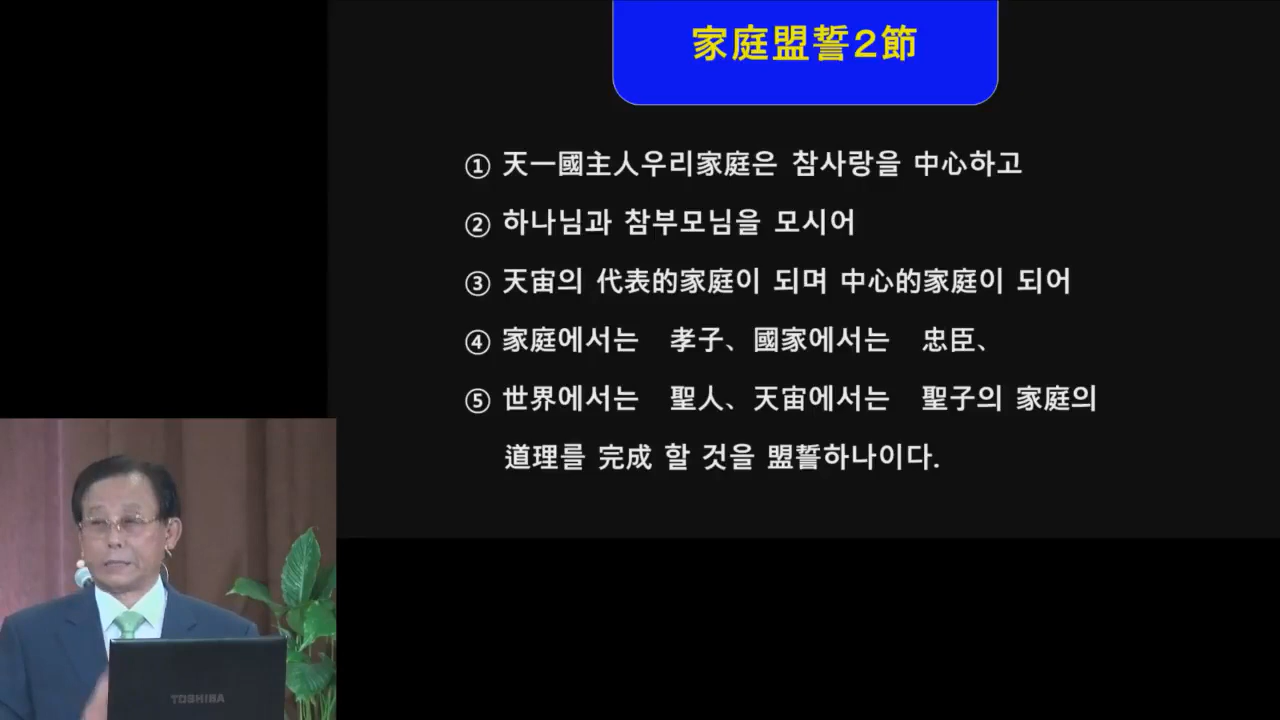 家庭盟誓2節
① 天一國主人우리家庭은 참사랑을 中心하고
② 하나님과 참부모님을 모시어
③ 天宙의 代表的家庭이 되며 中心的家庭이 되어
④ 家庭에서는 孝子、國家에서는 忠臣、
⑤ 世界에서는 聖人、天宙에서는 聖子의 家庭의
道理를 完成 할 것을 盟誓하나이다.
TOSHIBA